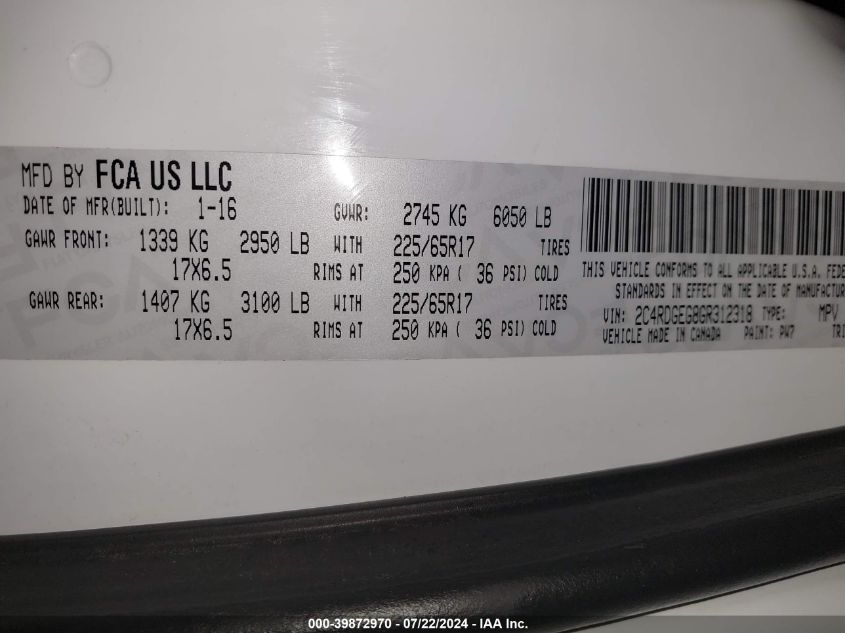 MFD BY FCA US LLC
DATE OF MFR(BUILT): 1-16 GVWR: 2745 KG 6050 LB
GAWR FRONT: 1339 KG 2950 LB WITH 225/65R17 TIRES
17X6.5 RIMS AT 250 KPA ( 36 PSI) COLD
GAWR REAR: 1407 KG 3100 LB WITH 225/65R17 TIRES
17X6.5 RIMS AT 250 KPA ( 36 PSI) COLD
THIS VEHICLE CONFORMS TO ALL APPLICABLE U.S.A. FEDE
STANDARDS IN EFFECT ON THE DATE OF MANUFACTUR
VIN: 2C4RDGEG8GR312318 TYPE: MPV
VEHICLE MADE IN CANADA PAINT: PW7 TRI
000-39872970 - 07/22/2024 - IAA Inc.